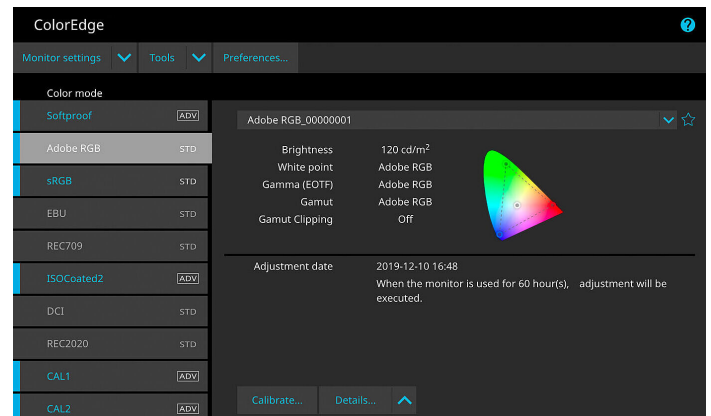 ColorEdge
Monitor settings Tools Preferences...
Color mode
Softproof ADV
Adobe RGB STD
sRGB STD
EBU STD
REC709 STD
ISOCoated2 ADV
DCI STD
REC2020 STD
CAL1 ADV
CAL2 ADV
Adobe RGB_00000001
Brightness 120 cd/m²
White point Adobe RGB
Gamma (EOTF) Adobe RGB
Gamut Adobe RGB
Gamut Clipping Off
Adjustment date 2019-12-10 16:48
When the monitor is used for 60 hour(s), adjustment will be
executed.
Calibrate... Details...